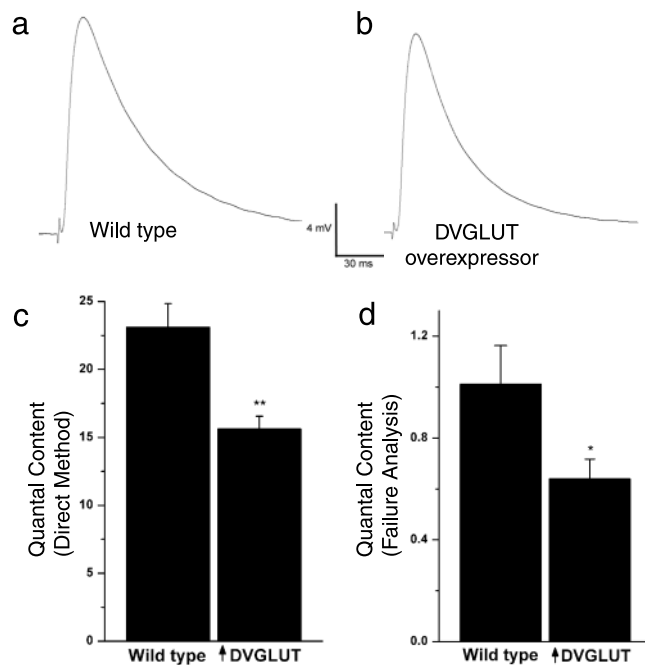 a
b
Wild type
4 mV
30 ms
DVGLUT
overexpressor
c
Quantal Content
(Direct Method)
25
20
15
10
5
0
**
Wild type
↑DVGLUT
d
Quantal Content
(Failure Analysis)
1.2
0.8
0.4
0.0
*
Wild type
↑DVGLUT